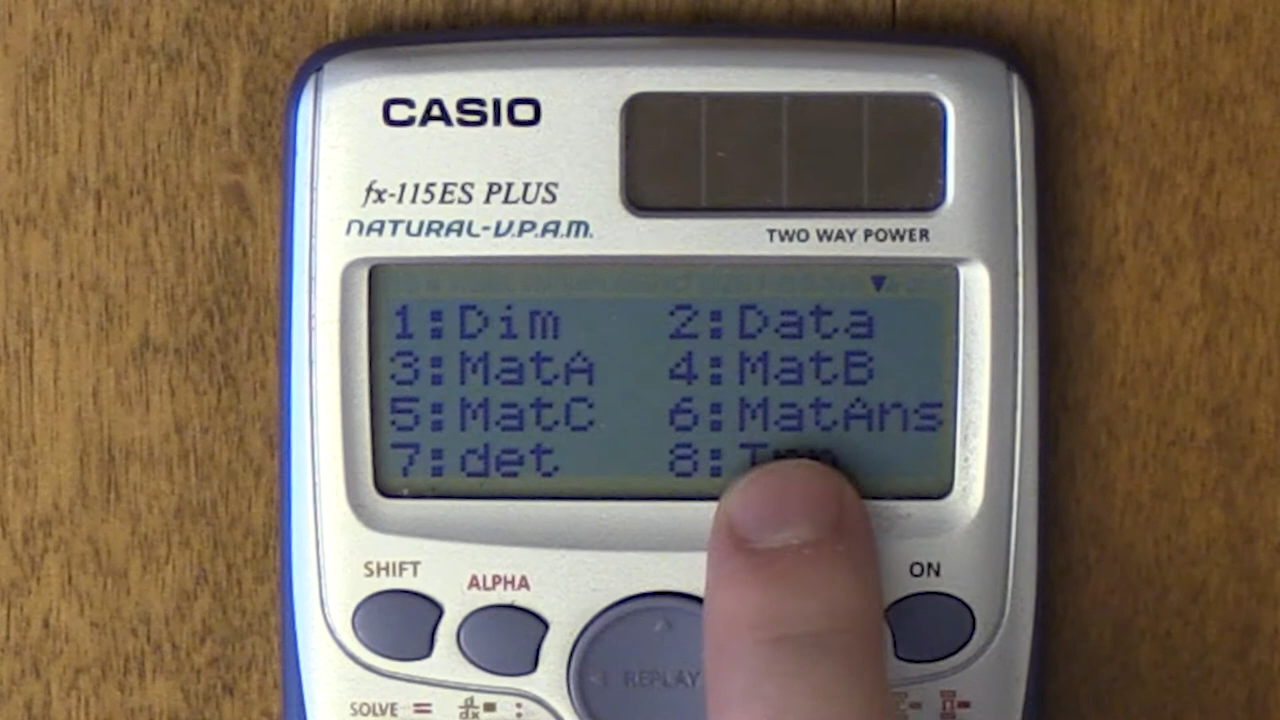 CASIO
fx-115ES PLUS
NATURAL-V.P.A.M.
TWO WAY POWER
1:Dim 2:Data
3:MatA 4:MatB
5:MatC 6:MatAns
7:det 8:
SHIFT
ALPHA
ON
REPLAY
SOLVE =